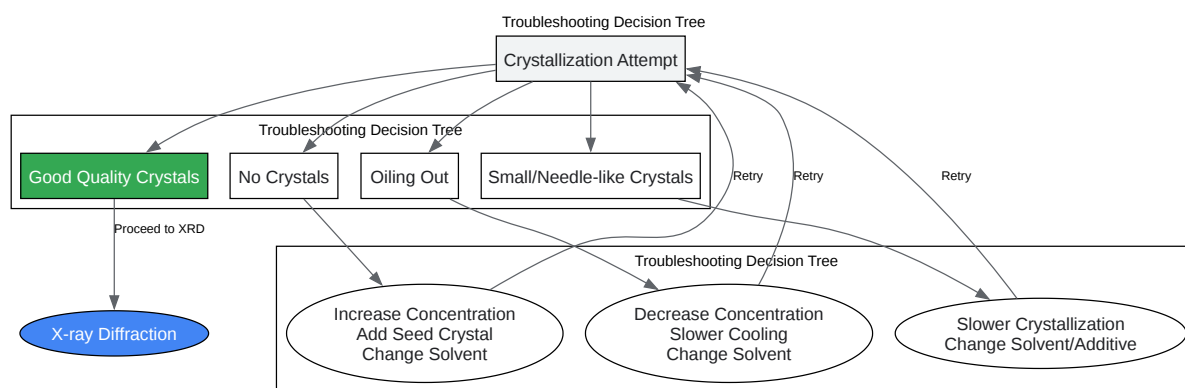 Troubleshooting Decision Tree
Crystallization Attempt
Troubleshooting Decision Tree
Good Quality Crystals
No Crystals
Oiling Out
Small/Needle-like Crystals
Retry
Retry
Retry
Proceed to XRD
Troubleshooting Decision Tree
X-ray Diffraction
Increase Concentration
Add Seed Crystal
Change Solvent
Decrease Concentration
Slower Cooling
Change Solvent
Slower Crystallization
Change Solvent/Additive